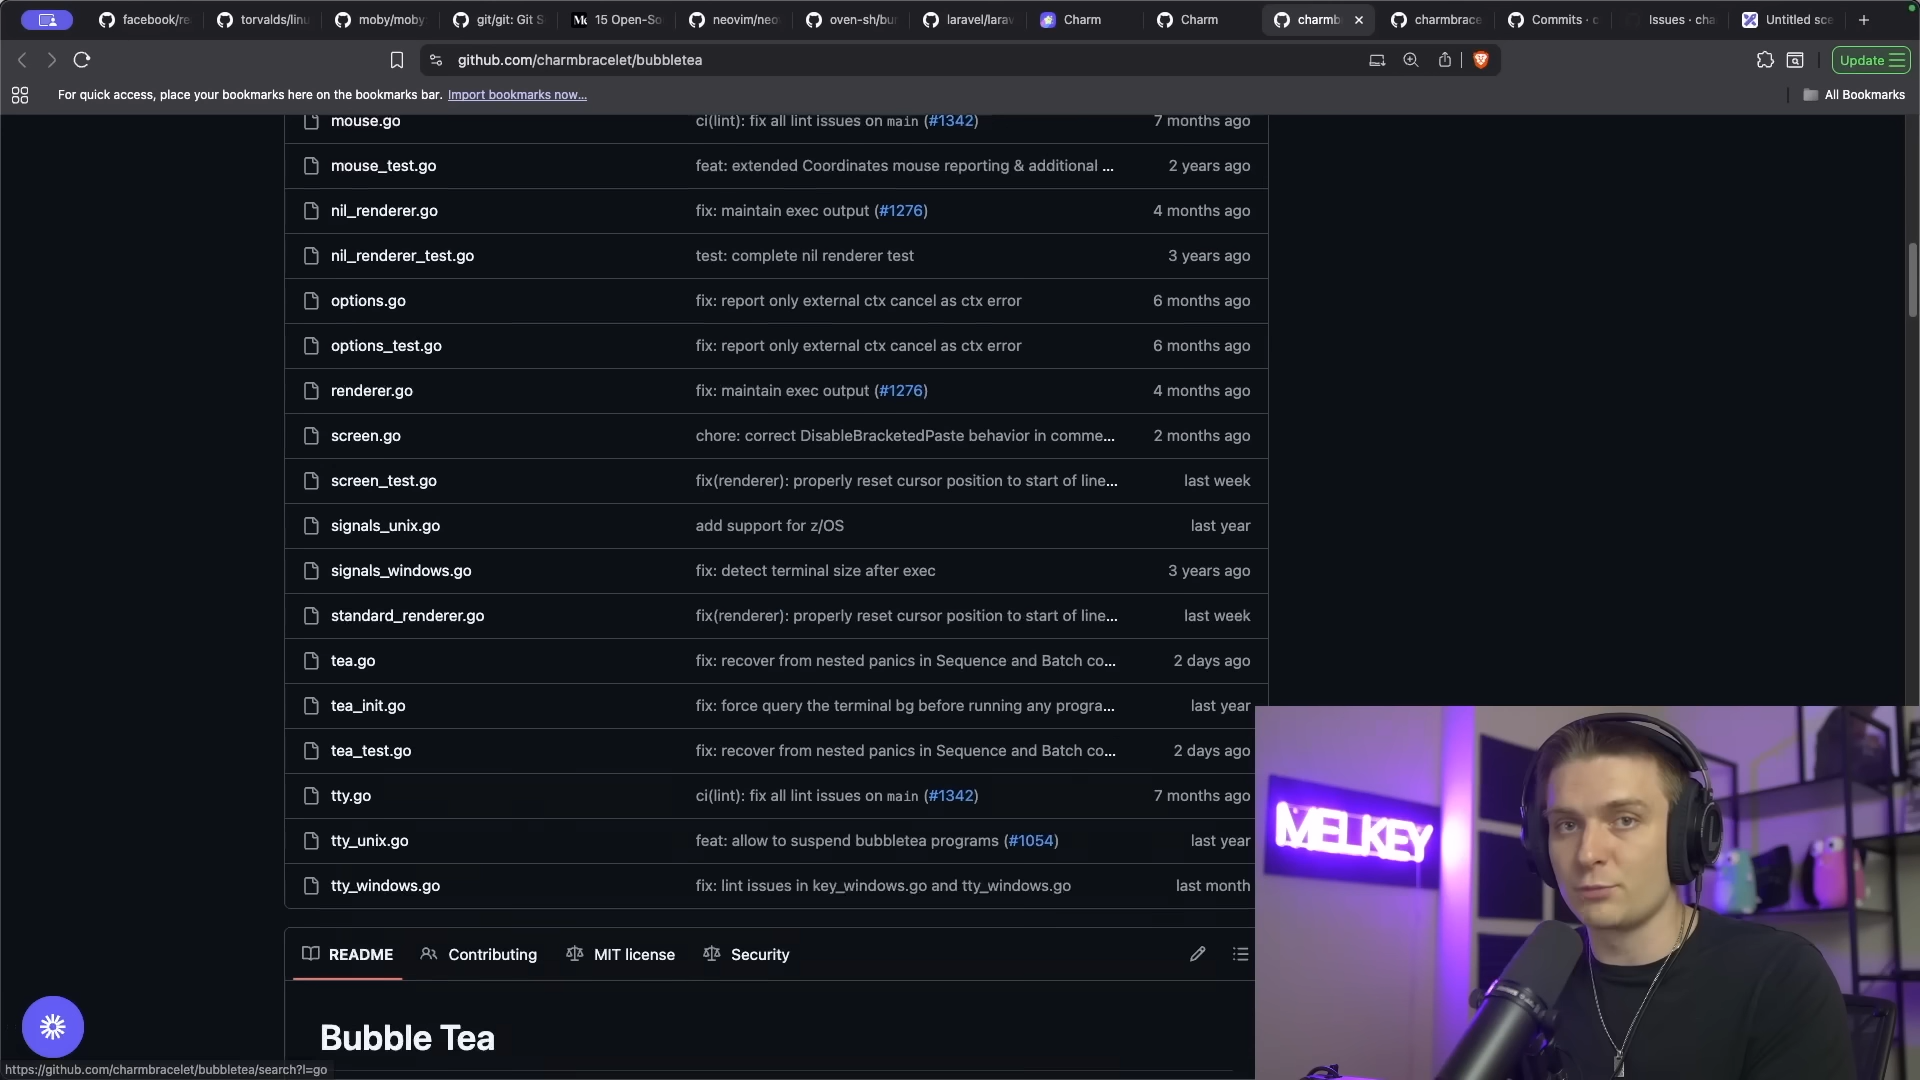 facebook/re
torvalds/linu
moby/moby:
git/git: Git S
15 Open-So
neovim/neo
oven-sh/bun
laravel/larav
Charm
Charm
charmb
charmbrace
Commits · c
Issues · cha
Untitled sce
github.com/charmbracelet/bubbletea
Update
For quick access, place your bookmarks here on the bookmarks bar. Import bookmarks now...
All Bookmarks
mouse.go ci(lint): fix all lint issues on main (#1342) 7 months ago
mouse_test.go feat: extended Coordinates mouse reporting & additional ... 2 years ago
nil_renderer.go fix: maintain exec output (#1276) 4 months ago
nil_renderer_test.go test: complete nil renderer test 3 years ago
options.go fix: report only external ctx cancel as ctx error 6 months ago
options_test.go fix: report only external ctx cancel as ctx error 6 months ago
renderer.go fix: maintain exec output (#1276) 4 months ago
screen.go chore: correct DisableBracketedPaste behavior in comme... 2 months ago
screen_test.go fix(renderer): properly reset cursor position to start of line... last week
signals_unix.go add support for z/OS last year
signals_windows.go fix: detect terminal size after exec 3 years ago
standard_renderer.go fix(renderer): properly reset cursor position to start of line... last week
tea.go fix: recover from nested panics in Sequence and Batch co... 2 days ago
tea_init.go fix: force query the terminal bg before running any progra... last year
tea_test.go fix: recover from nested panics in Sequence and Batch co... 2 days ago
tty.go ci(lint): fix all lint issues on main (#1342) 7 months ago
tty_unix.go feat: allow to suspend bubbletea programs (#1054) last year
tty_windows.go fix: lint issues in key_windows.go and tty_windows.go last month
MELKEY
README Contributing MIT license Security
Bubble Tea
https://github.com/charmbracelet/bubbletea/search?l=go